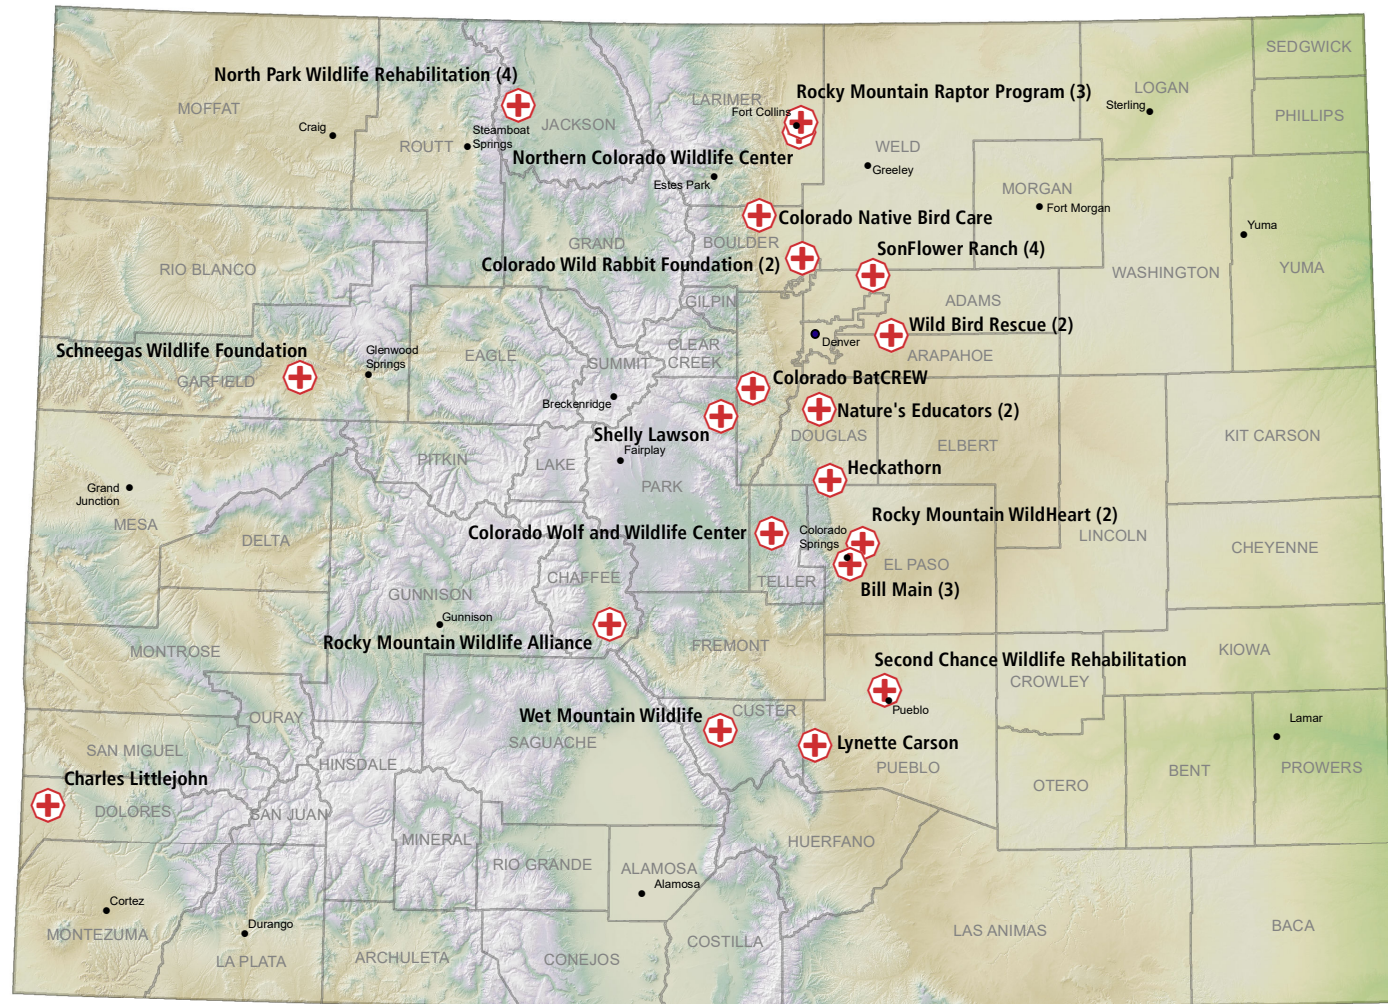 SEDGWICK
North Park Wildlife Rehabilitation (4)
LOGAN
Rocky Mountain Raptor Program (3)
LARIMER
MOFFAT
Sterling
Fort Collins
PHILLIPS
JACKSON
Craig
Steamboat
Springs
ROUTT
WELD
Northern Colorado Wildlife Center
Greeley
Estes Park
MORGAN
Fort Morgan
Colorado Native Bird Care
Yuma
GRAND
BOULDER
SonFlower Ranch (4)
Colorado Wild Rabbit Foundation (2)
RIO BLANCO
WASHINGTON
YUMA
GILPIN
ADAMS
Wild Bird Rescue (2)
Denver
CLEAR
CREEK
Schneegas Wildlife Foundation
Glenwood
Springs
EAGLE
SUMMIT
ARAPAHOE
GARFIELD
Colorado BatCREW
Breckenridge
Nature's Educators (2)
Shelly Lawson
DOUGLAS
ELBERT
KIT CARSON
Fairplay
PITKIN
LAKE
Heckathorn
Grand
Junction
PARK
MESA
Rocky Mountain WildHeart (2)
Colorado Wolf and Wildlife Center
Colorado
Springs
DELTA
LINCOLN
CHEYENNE
EL PASO
CHAFFEE
TELLER
Bill Main (3)
GUNNISON
Gunnison
Rocky Mountain Wildlife Alliance
FREMONT
MONTROSE
KIOWA
Second Chance Wildlife Rehabilitation
CROWLEY
Pueblo
OURAY
Wet Mountain Wildlife
CUSTER
Lamar
SAGUACHE
Lynette Carson
SAN MIGUEL
HINSDALE
PUEBLO
BENT
PROWERS
Charles Littlejohn
OTERO
DOLORES
SAN JUAN
MINERAL
HUERFANO
RIO GRANDE
ALAMOSA
Alamosa
Cortez
Durango
BACA
MONTEZUMA
LAS ANIMAS
COSTILLA
LA PLATA
ARCHULETA
CONEJOS